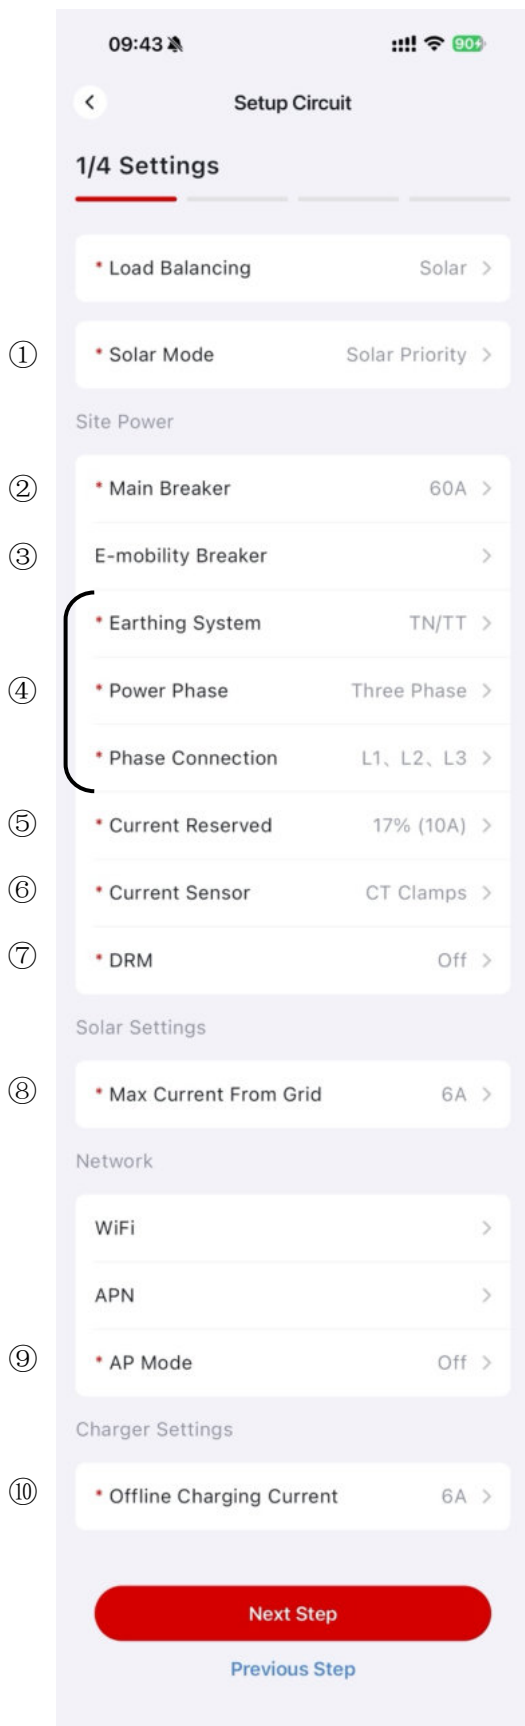 09:43 90
Setup Circuit
1/4 Settings
* Load Balancing Solar >
① * Solar Mode Solar Priority >
Site Power
② * Main Breaker 60A >
③ E-mobility Breaker >
* Earthing System TN/TT >
④ * Power Phase Three Phase >
* Phase Connection L1、L2、L3 >
⑤ * Current Reserved 17% (10A) >
⑥ * Current Sensor CT Clamps >
⑦ * DRM Off >
Solar Settings
⑧ * Max Current From Grid 6A >
Network
WiFi >
APN >
⑨ * AP Mode Off >
Charger Settings
⑩ * Offline Charging Current 6A >
Next Step
Previous Step